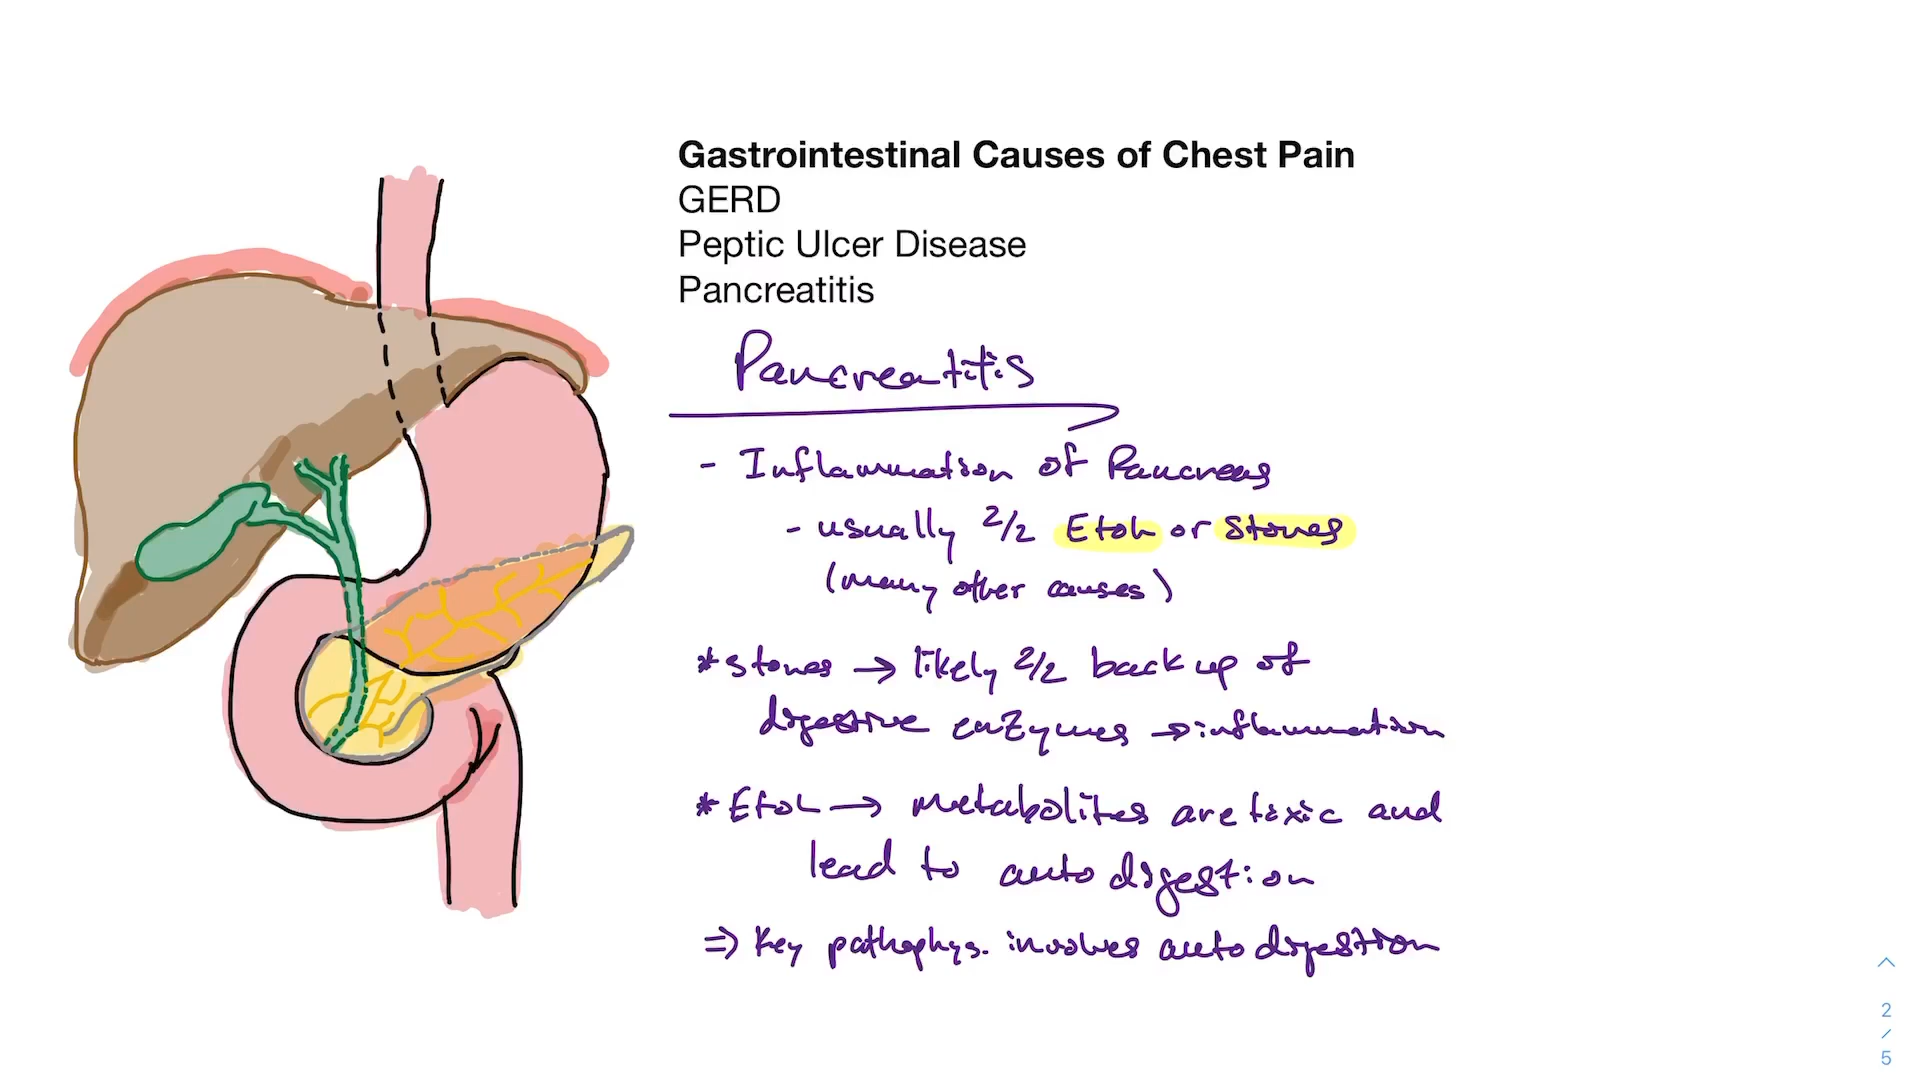 Gastrointestinal Causes of Chest Pain
GERD
Peptic Ulcer Disease
Pancreatitis
Pancreatitis
- Inflammation of Pancreas
- usually 2/2 Etoh or Stones
(many other causes)
* Stones → likely 2/2 back up of
digestive enzymes → inflammation
* Etoh → metabolites are toxic and
lead to auto digestion
⇒ Key pathophys. involves auto digestion
2
/
5